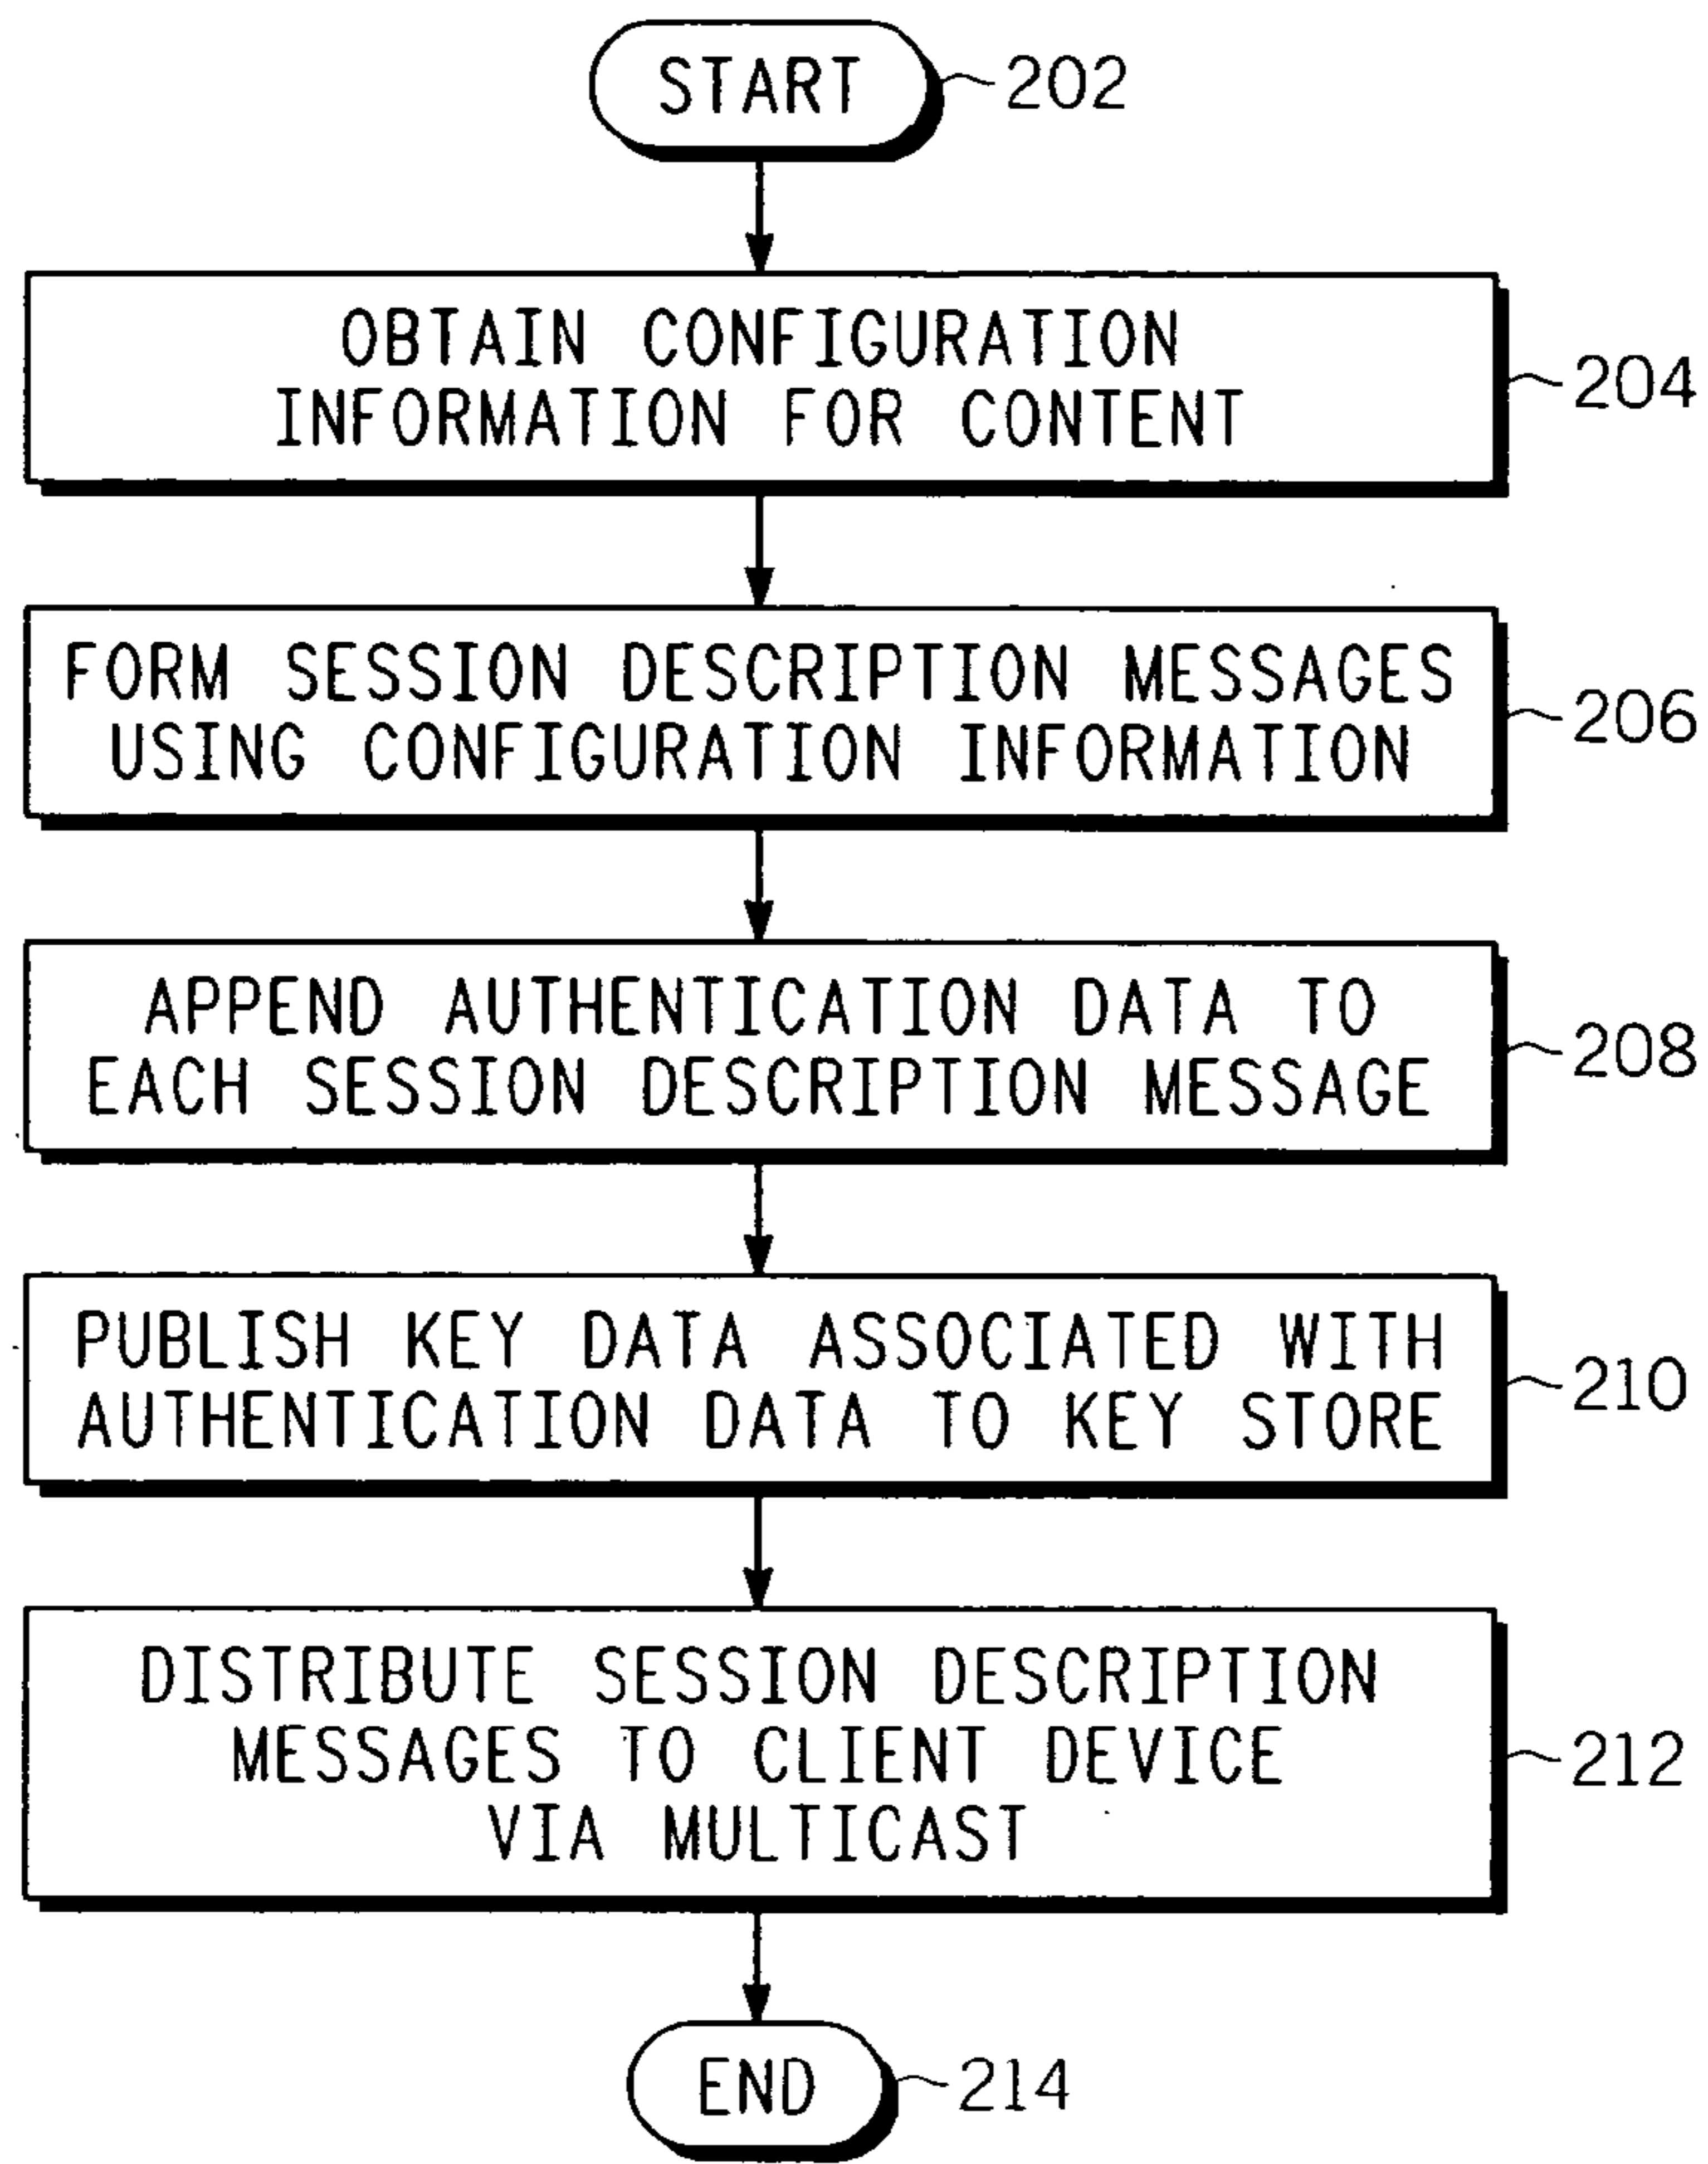 START 202
OBTAIN CONFIGURATION
INFORMATION FOR CONTENT
204
FORM SESSION DESCRIPTION MESSAGES
USING CONFIGURATION INFORMATION
206
APPEND AUTHENTICATION DATA TO
EACH SESSION DESCRIPTION MESSAGE
208
PUBLISH KEY DATA ASSOCIATED WITH
AUTHENTICATION DATA TO KEY STORE
210
DISTRIBUTE SESSION DESCRIPTION
MESSAGES TO CLIENT DEVICE
VIA MULTICAST
212
END 214